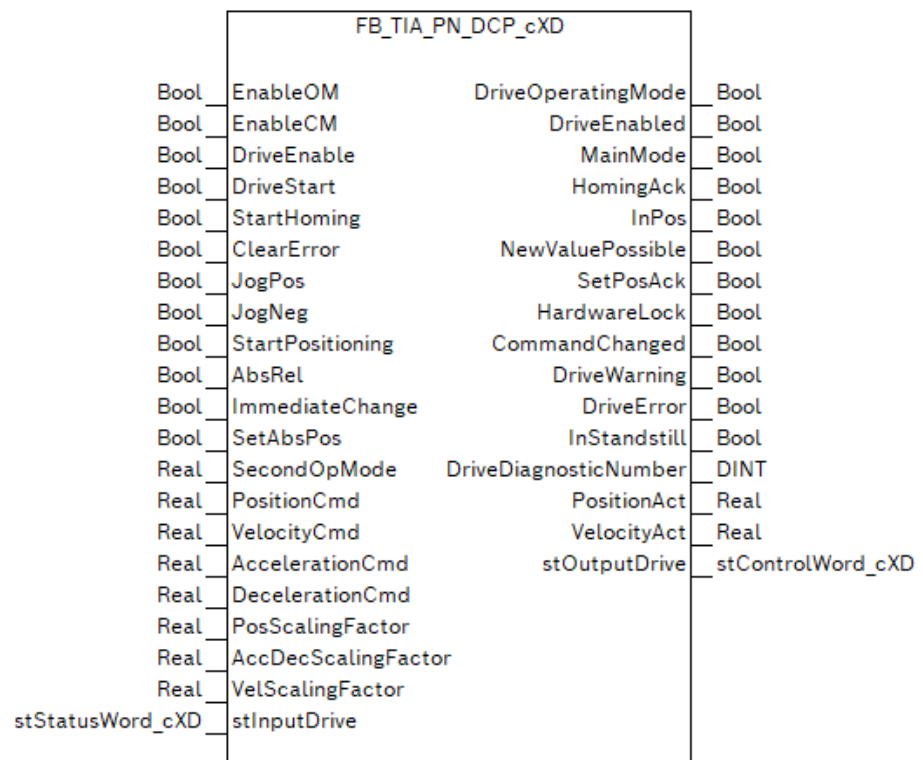 FB_TIA_PN_DCP_cXD
Bool EnableOM DriveOperatingMode Bool
Bool EnableCM DriveEnabled Bool
Bool DriveEnable MainMode Bool
Bool DriveStart HomingAck Bool
Bool StartHoming InPos Bool
Bool ClearError NewValuePossible Bool
Bool JogPos SetPosAck Bool
Bool JogNeg HardwareLock Bool
Bool StartPositioning CommandChanged Bool
Bool AbsRel DriveWarning Bool
Bool ImmediateChange DriveError Bool
Bool SetAbsPos InStandstill Bool
Real SecondOpMode DriveDiagnosticNumber DINT
Real PositionCmd PositionAct Real
Real VelocityCmd VelocityAct Real
Real AccelerationCmd stOutputDrive stControlWord_cXD
Real DecelerationCmd
Real PosScalingFactor
Real AccDecScalingFactor
Real VelScalingFactor
stStatusWord_cXD stInputDrive